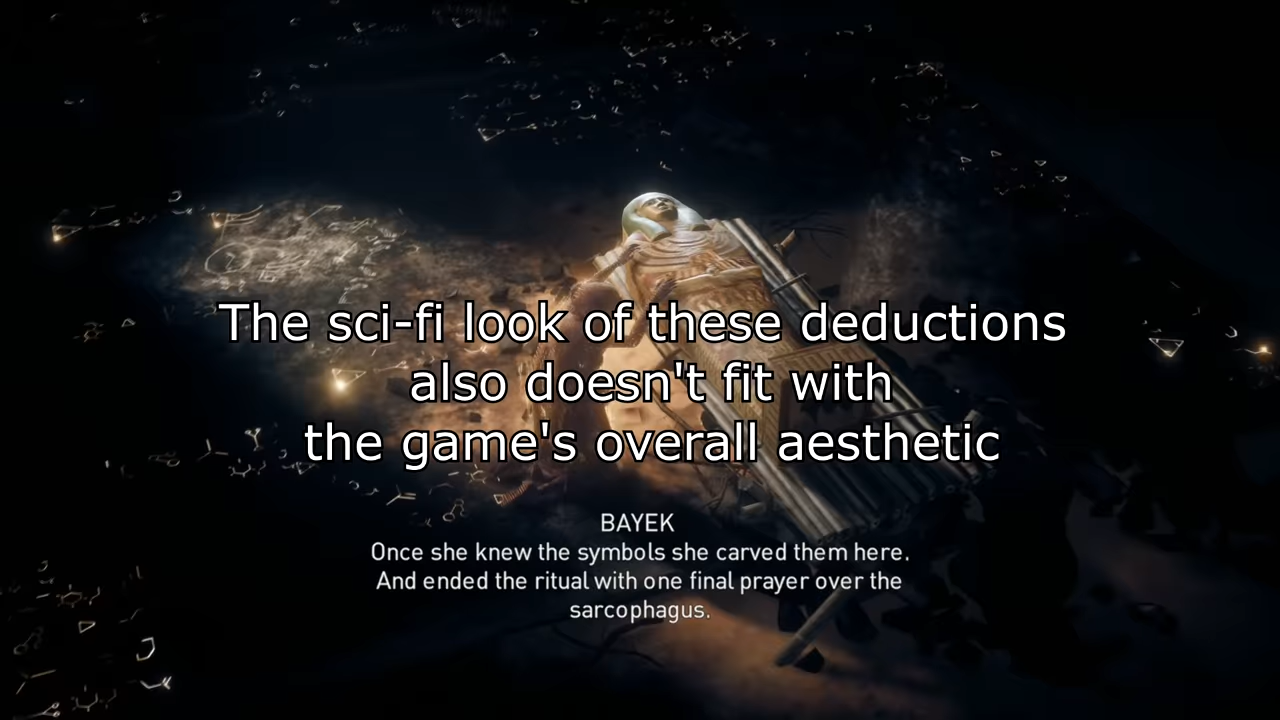 The sci-fi look of these deductions
also doesn't fit with
the game's overall aesthetic
BAYEK
Once she knew the symbols she carved them here.
And ended the ritual with one final prayer over the
sarcophagus.